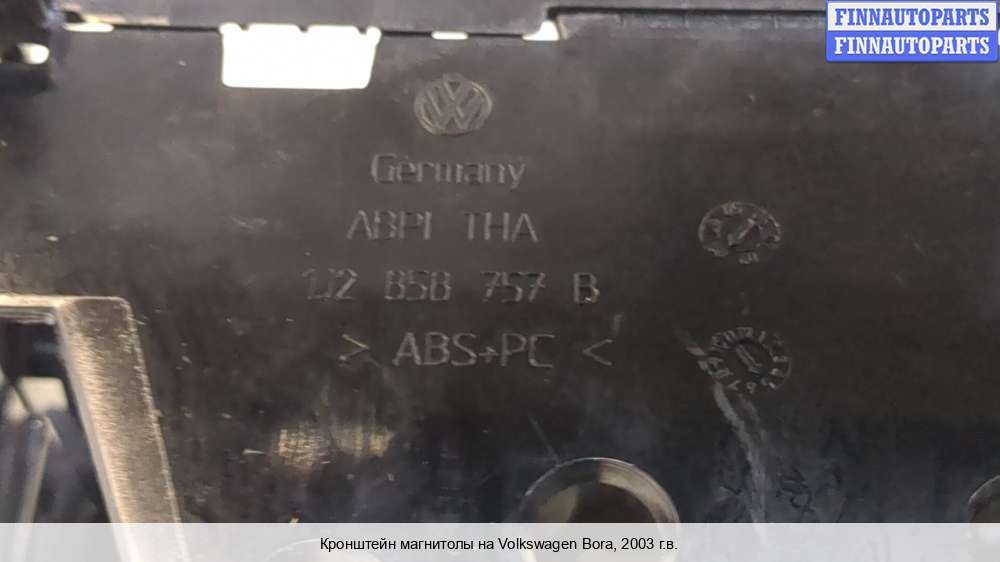 FINNAUTOPARTS
FINNAUTOPARTS
Germany
ABPI THA
1J2 858 757 B
> ABS+PC <
Кронштейн магнитолы на Volkswagen Bora, 2003 г.в.